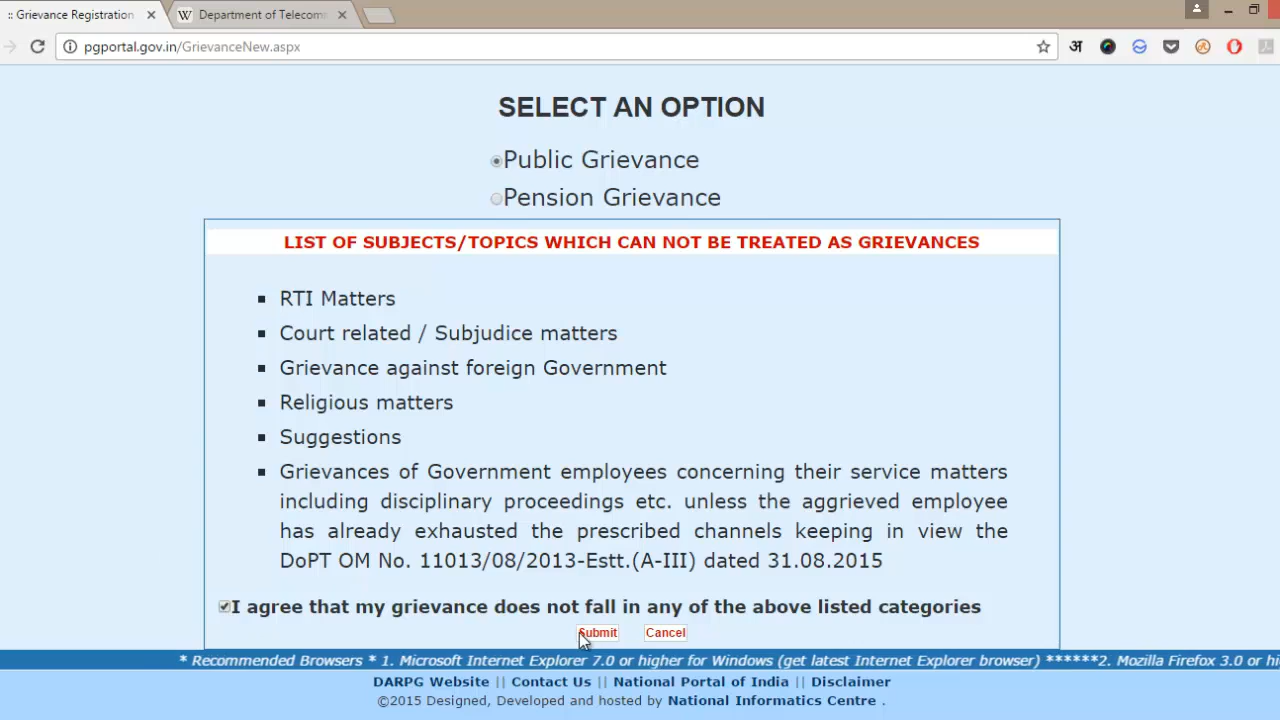 :: Grievance Registration
Department of Telecom
pgportal.gov.in/GrievanceNew.aspx
अ
SELECT AN OPTION
Public Grievance
Pension Grievance
LIST OF SUBJECTS/TOPICS WHICH CAN NOT BE TREATED AS GRIEVANCES
RTI Matters
Court related / Subjudice matters
Grievance against foreign Government
Religious matters
Suggestions
Grievances of Government employees concerning their service matters
including disciplinary proceedings etc. unless the aggrieved employee
has already exhausted the prescribed channels keeping in view the
DoPT OM No. 11013/08/2013-Estt.(A-III) dated 31.08.2015
I agree that my grievance does not fall in any of the above listed categories
Submit Cancel
* Recommended Browsers * 1. Microsoft Internet Explorer 7.0 or higher for Windows (get latest Internet Explorer browser) ******2. Mozilla Firefox 3.0 or hi
DARPG Website || Contact Us || National Portal of India || Disclaimer
©2015 Designed, Developed and hosted by National Informatics Centre .